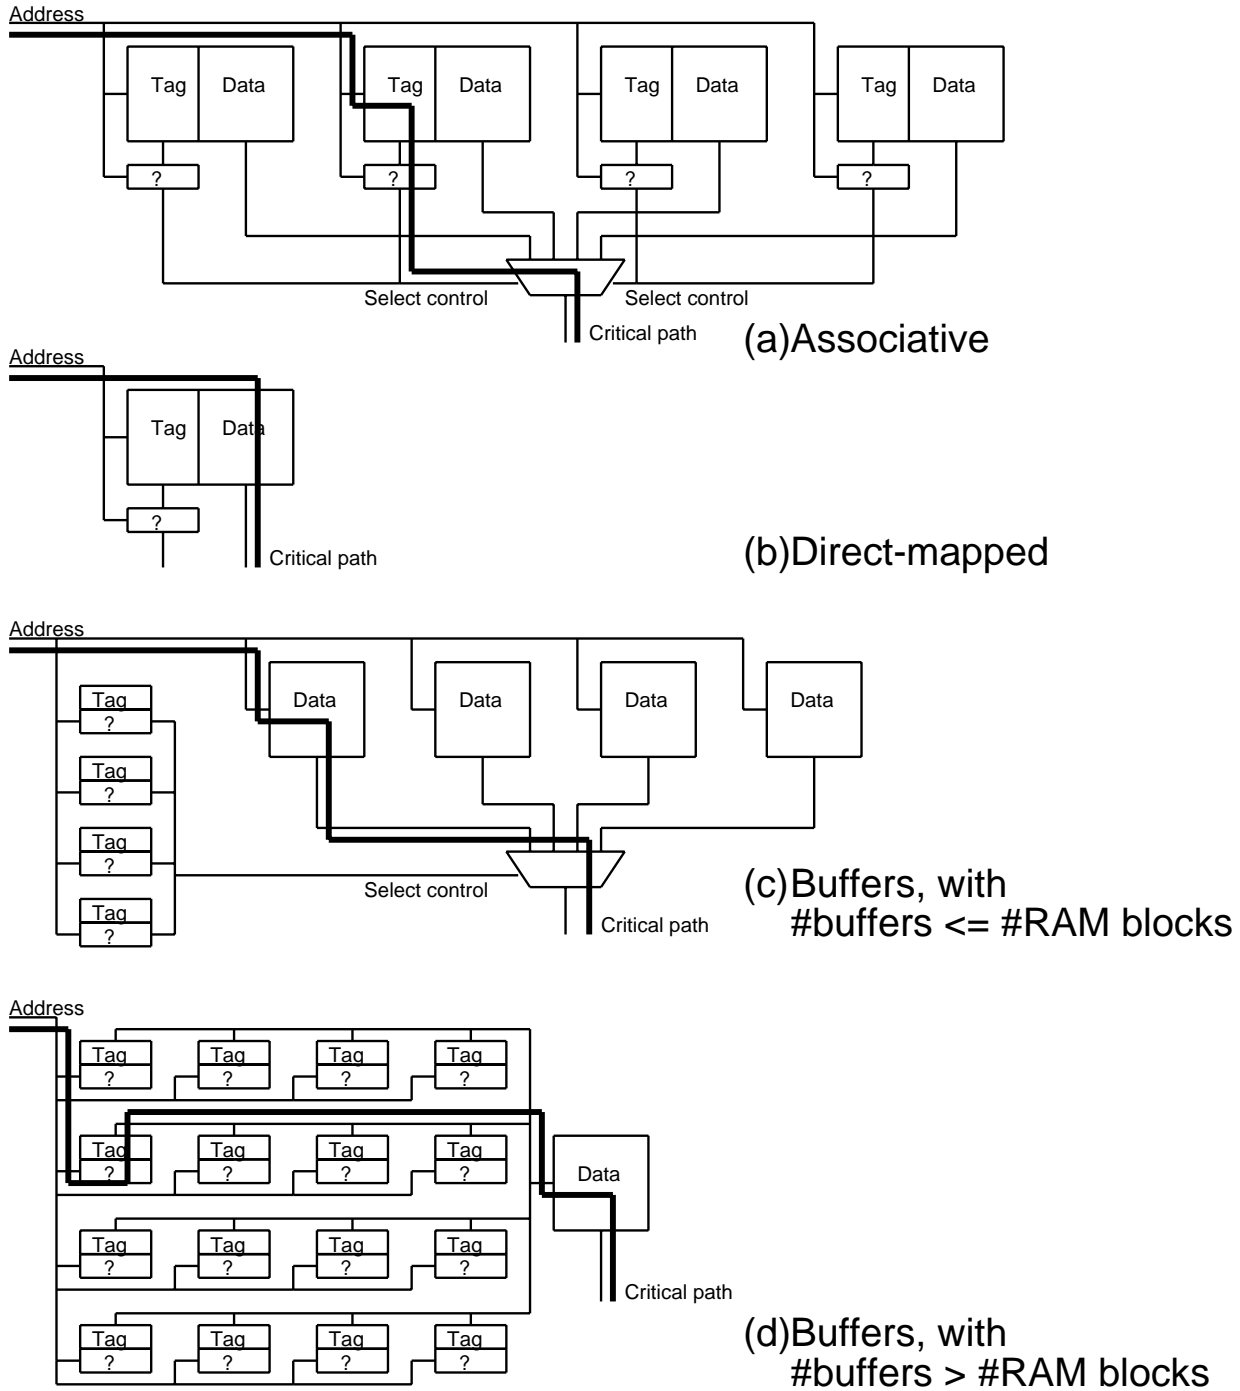 Address
Tag Data Tag Data Tag Data Tag Data
? ? ? ?
Select control Select control
Critical path
(a)Associative
Address
Tag Data
?
Critical path
(b)Direct-mapped
Address
Data Data Data Data
Tag
?
Tag
?
Tag
?
Select control
Tag
?
Critical path
(c)Buffers, with
#buffers <= #RAM blocks
Address
Tag Tag Tag Tag
? ? ? ?
Tag Tag Tag Tag
? ? ? ?
Data
Tag Tag Tag Tag
? ? ? ?
Critical path
Tag Tag Tag Tag
? ? ? ?
(d)Buffers, with
#buffers > #RAM blocks